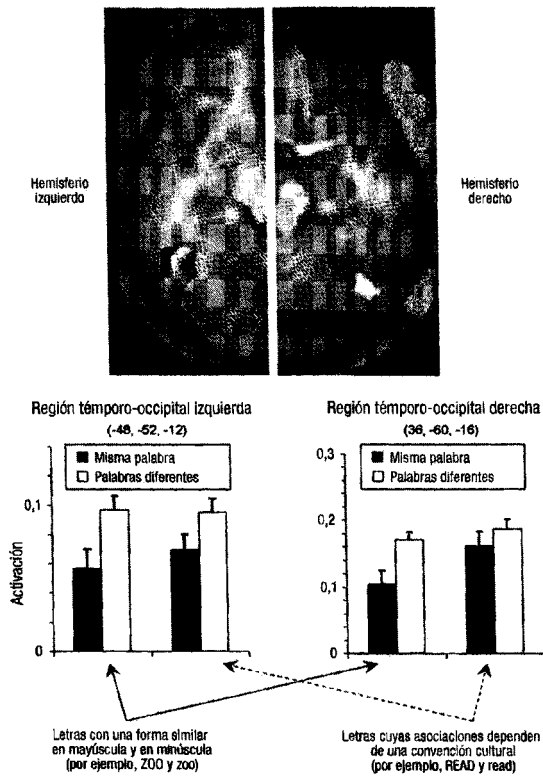 Hemisferio
izquierdo
Hemisferio
derecho
Región témporo-occipital izquierda
(-48, -52, -12)
Misma palabra
Palabras diferentes
0,1
0
Activación
Región témporo-occipital derecha
(36, -60, -16)
0,3
Misma palabra
Palabras diferentes
0,2
0,1
0
Letras con una forma similar
en mayúscula y en minúscula
(por ejemplo, ZOO y zoo)
Letras cuyas asociaciones dependen
de una convención cultural
(por ejemplo, READ y read)